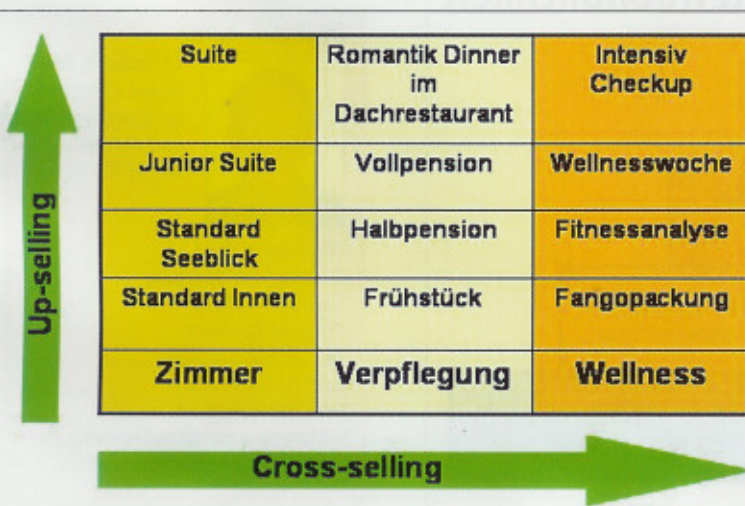 Up-selling
Suite
Romantik Dinner
im
Dachrestaurant
Intensiv
Checkup
Junior Suite
Vollpension
Wellnesswoche
Standard
Seeblick
Halbpension
Fitnessanalyse
Standard Innen
Frühstück
Fangopackung
Zimmer
Verpflegung
Wellness
Cross-selling